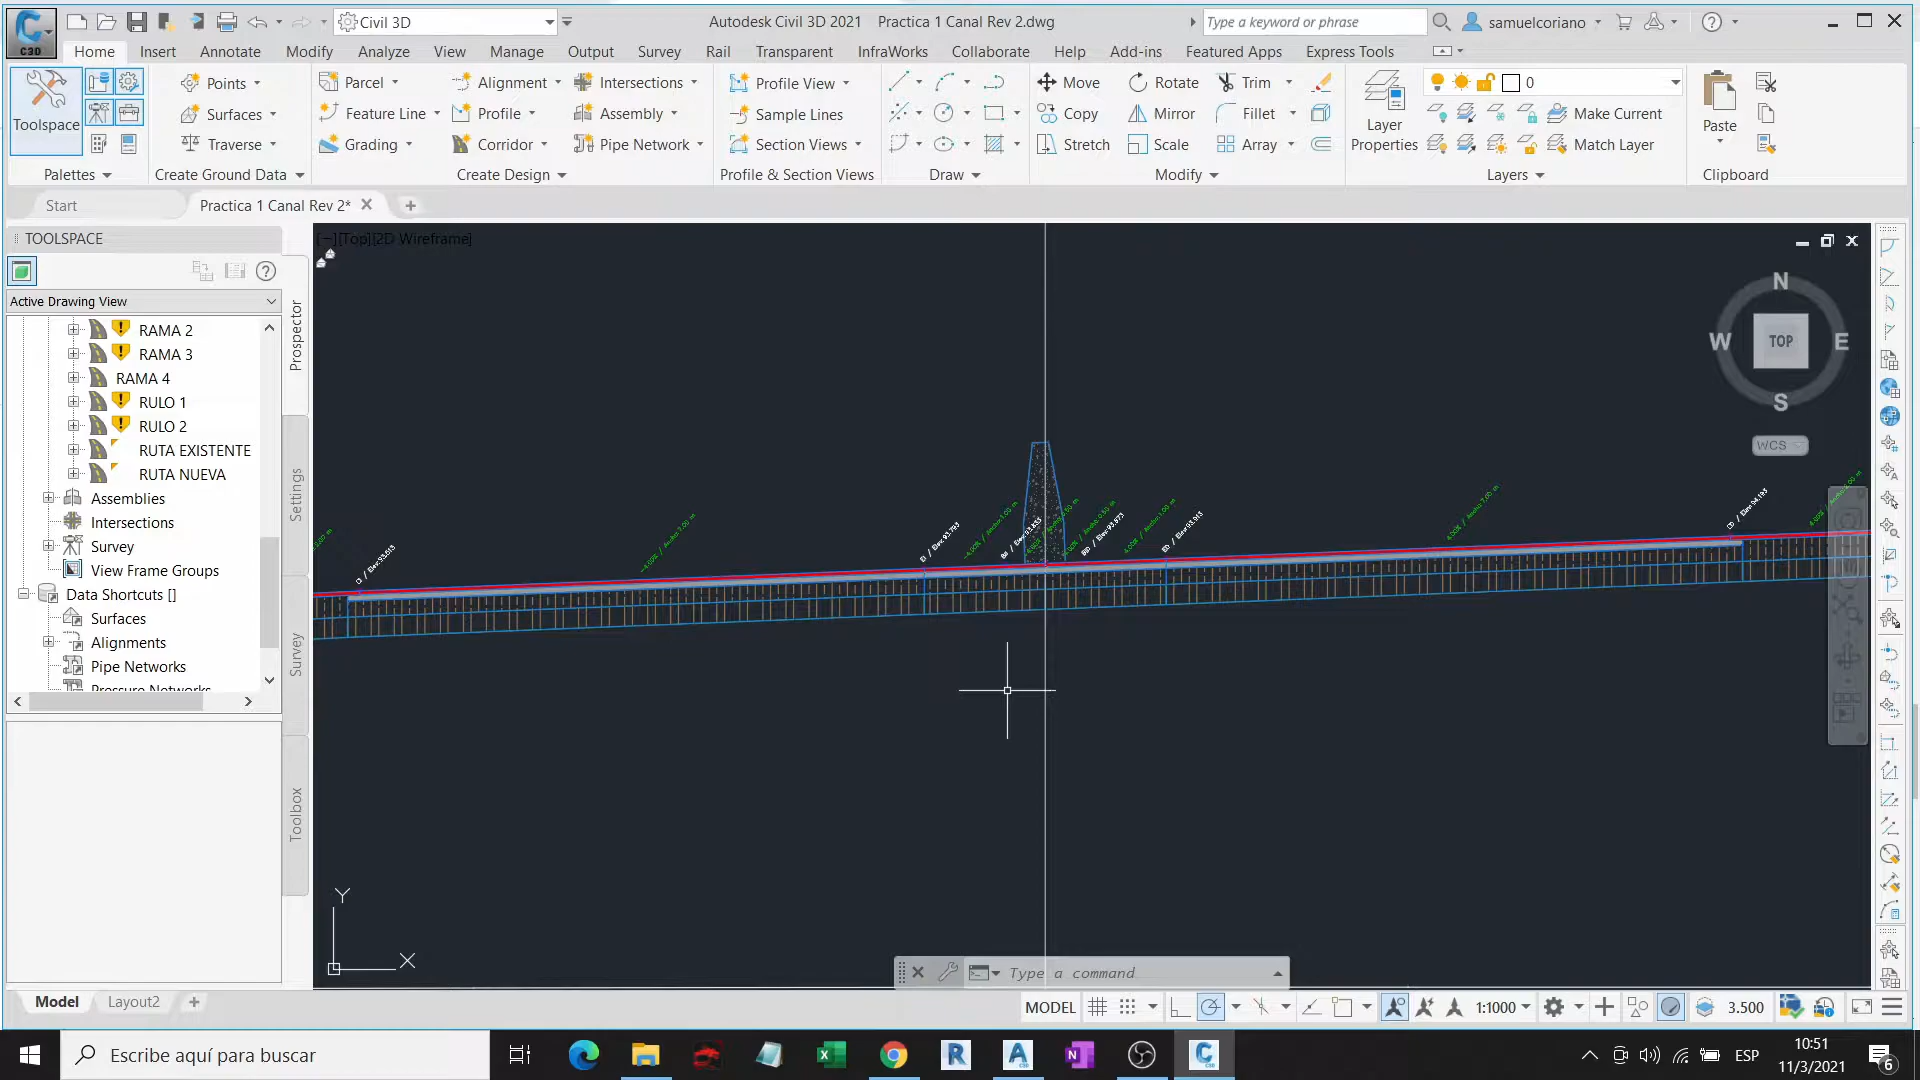 Civil 3D
Autodesk Civil 3D 2021 Practica 1 Canal Rev 2.dwg
Type a keyword or phrase
samuelcoriano
C3D
Home Insert Annotate Modify Analyze View Manage Output Survey Rail Transparent InfraWorks Collaborate Help Add-ins Featured Apps Express Tools
Points Parcel Alignment Intersections Profile View Move Rotate Trim 0
Surfaces Feature Line Profile Assembly Sample Lines Copy Mirror Fillet Make Current
Toolspace Layer Paste
Traverse Grading Corridor Pipe Network Section Views Stretch Scale Array Properties Match Layer
Palettes Create Ground Data Create Design Profile & Section Views Draw Modify Layers Clipboard
Start Practica 1 Canal Rev 2*
TOOLSPACE
[−][Top][2D Wireframe]
Active Drawing View
RAMA 2
RAMA 3
RAMA 4
RULO 1
RULO 2
RUTA EXISTENTE
RUTA NUEVA
Assemblies
Intersections
Survey
View Frame Groups
Data Shortcuts []
Surfaces
Alignments
Pipe Networks
Pressure Networks
Prospector
Settings
Survey
Toolbox
N
W TOP E
S
WCS
Y
X
Type a command
Model Layout2
MODEL 1:1000 3.500
Escribe aquí para buscar
ESP
10:51
11/3/2021
6